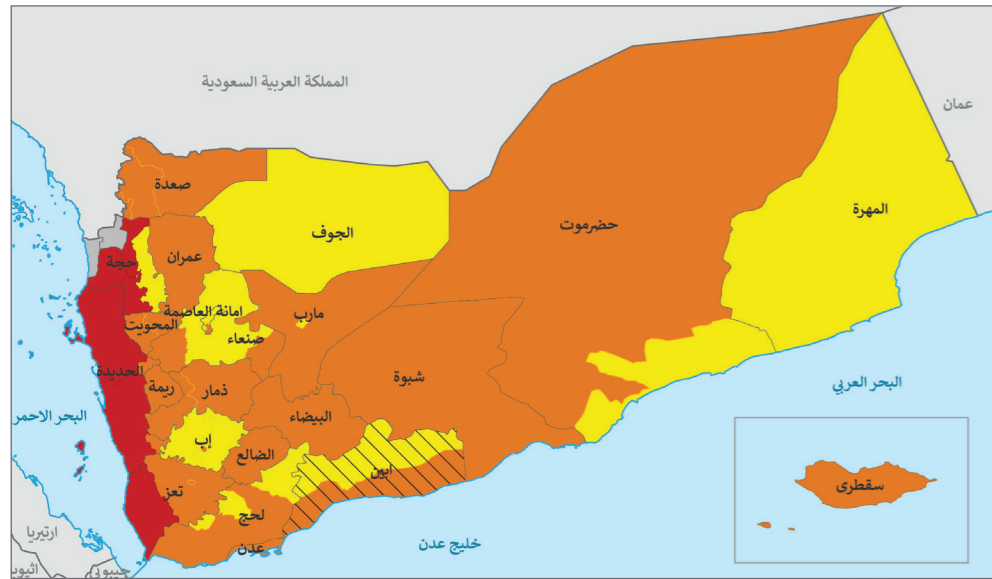 المملكة العربية السعودية
عمان
صعدة
الجوف
المهرة
حضرموت
عمران
حجة
امانة العاصمة
مارب
المحويت
صنعاء
الحديدة
شبوة
ريمة
ذمار
البحر العربي
البحر الاحمر
البيضاء
إب
الضالع
ابين
سقطرى
تعز
لحج
عدن
خليج عدن
ارتيريا
جيبوتي
اثيوب